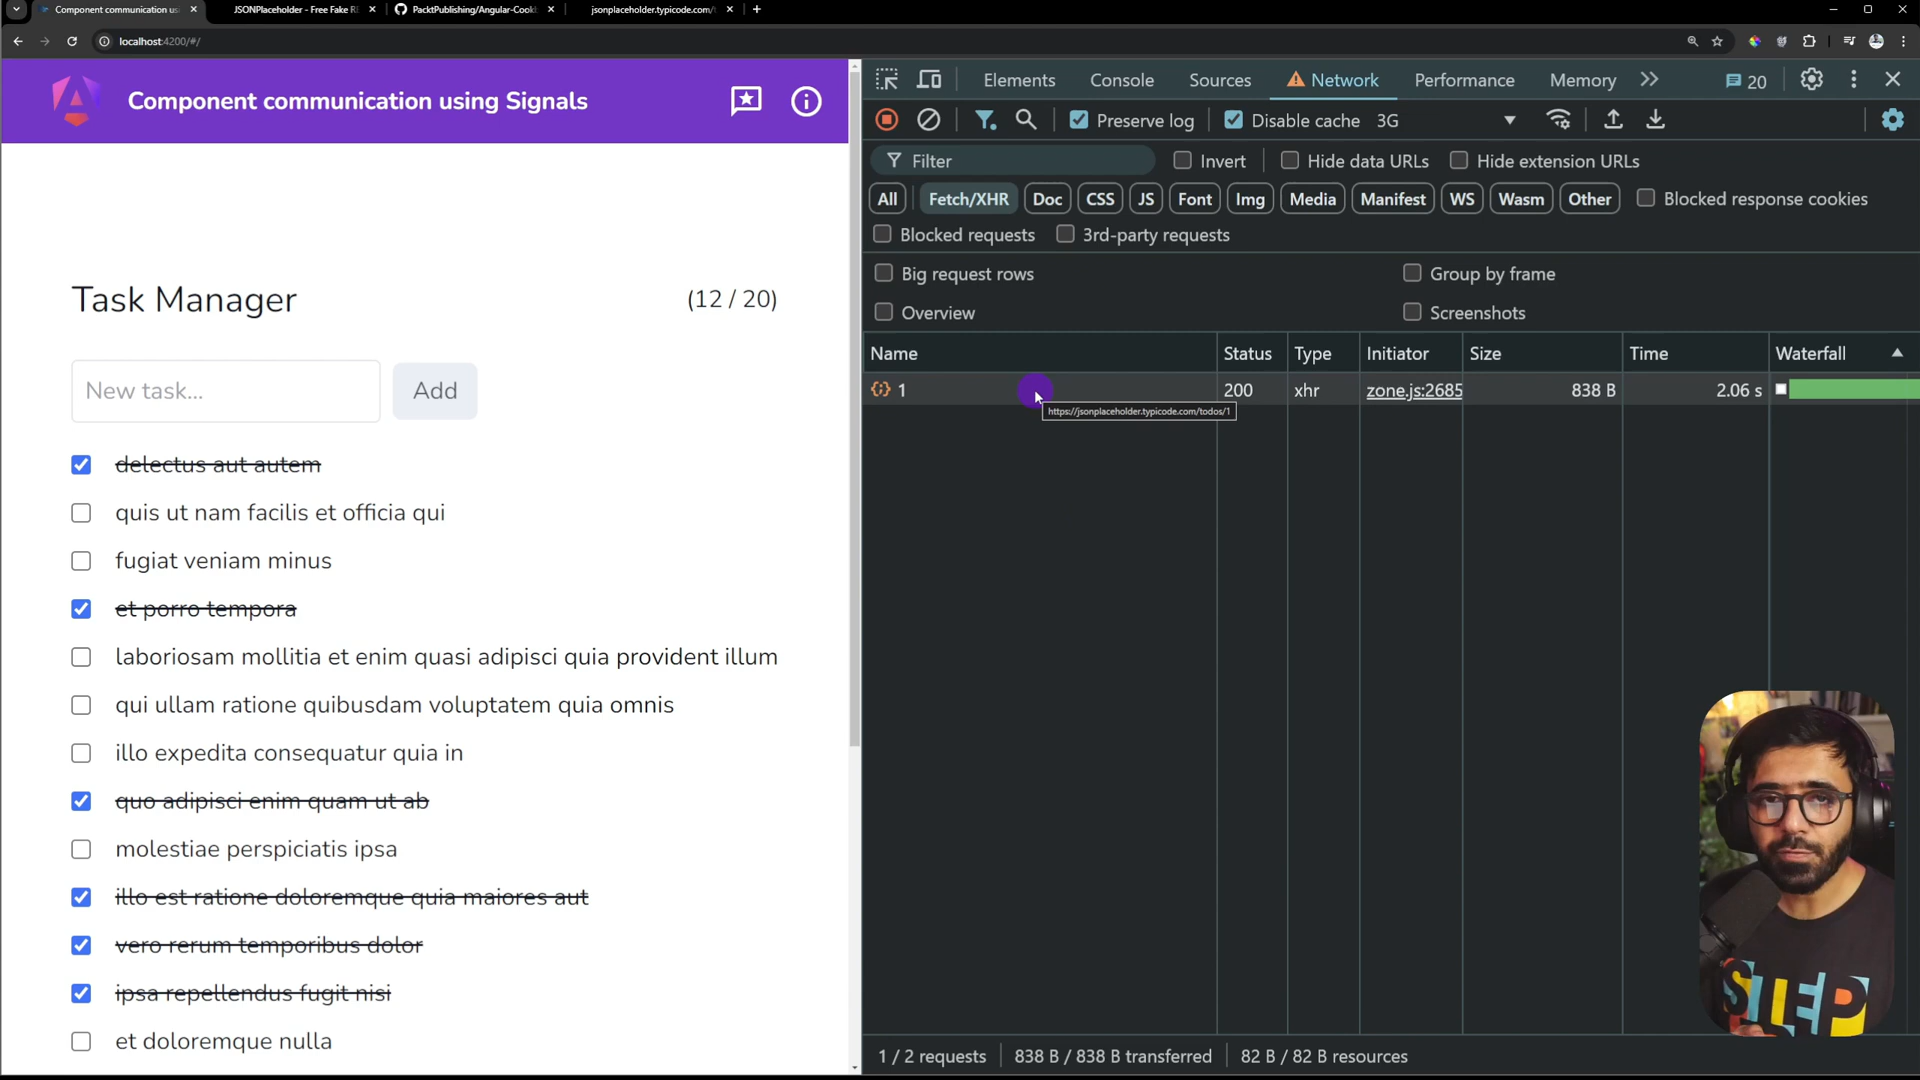 Component communication us
JSONPlaceholder - Free Fake R
PacktPublishing/Angular-Cook
jsonplaceholder.typicode.com/
localhost:4200/#/
Component communication using Signals
Task Manager
(12 / 20)
New task...
Add
delectus aut autem
quis ut nam facilis et officia qui
fugiat veniam minus
et porro tempora
laboriosam mollitia et enim quasi adipisci quia provident illum
qui ullam ratione quibusdam voluptatem quia omnis
illo expedita consequatur quia in
quo adipisci enim quam ut ab
molestiae perspiciatis ipsa
illo est ratione doloremque quia maiores aut
vero rerum temporibus dolor
ipsa repellendus fugit nisi
et doloremque nulla
Elements Console Sources Network Performance Memory 20
Preserve log Disable cache 3G
Filter Invert Hide data URLs Hide extension URLs
All Fetch/XHR Doc CSS JS Font Img Media Manifest WS Wasm Other Blocked response cookies
Blocked requests 3rd-party requests
Big request rows Group by frame
Overview Screenshots
Name Status Type Initiator Size Time Waterfall
1 200 xhr zone.js:2685 838 B 2.06 s
https://jsonplaceholder.typicode.com/todos/1
1 / 2 requests 838 B / 838 B transferred 82 B / 82 B resources
STEP